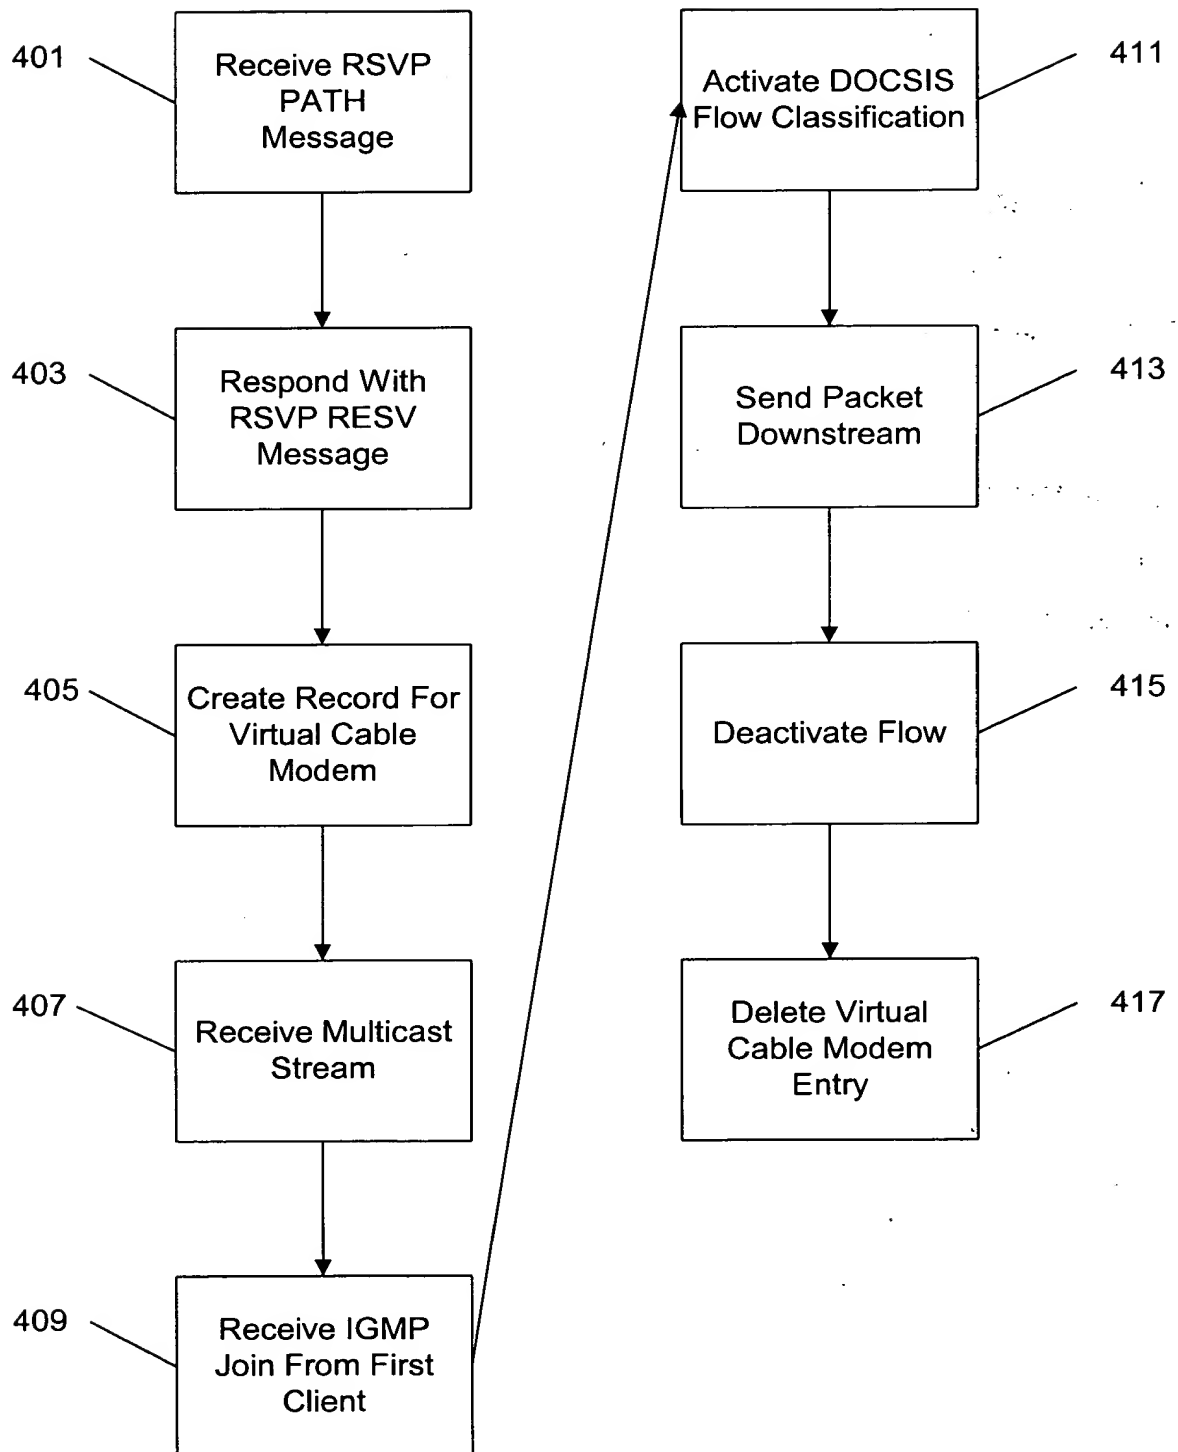 401
Receive RSVP
PATH
Message
403
Respond With
RSVP RESV
Message
405
Create Record For
Virtual Cable
Modem
407
Receive Multicast
Stream
409
Receive IGMP
Join From First
Client
411
Activate DOCSIS
Flow Classification
413
Send Packet
Downstream
415
Deactivate Flow
417
Delete Virtual
Cable Modem
Entry